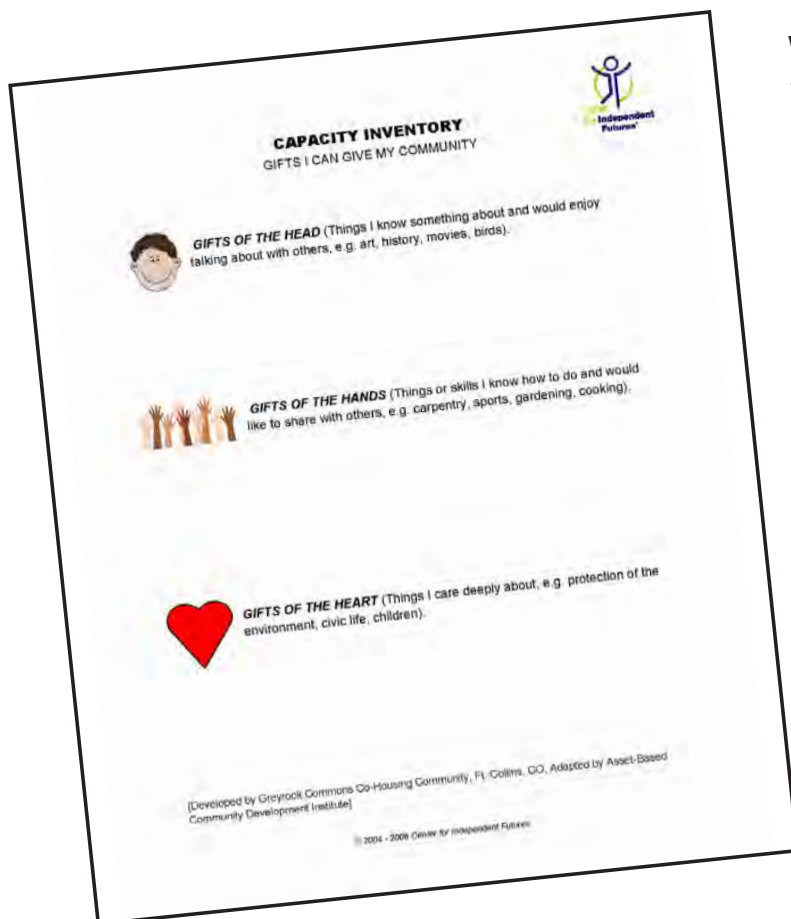 Independent
Futures
CAPACITY INVENTORY
GIFTS I CAN GIVE MY COMMUNITY
GIFTS OF THE HEAD (Things I know something about and would enjoy
talking about with others, e.g. art, history, movies, birds).
GIFTS OF THE HANDS (Things or skills I know how to do and would
like to share with others, e.g. carpentry, sports, gardening, cooking).
GIFTS OF THE HEART (Things I care deeply about, e.g. protection of the
environment, civic life, children).
[Developed by Greyrock Commons Co-Housing Community, Ft. Collins, CO, Adapted by Asset-Based
Community Development Institute]
© 2004 - 2008 Center for Independent Futures